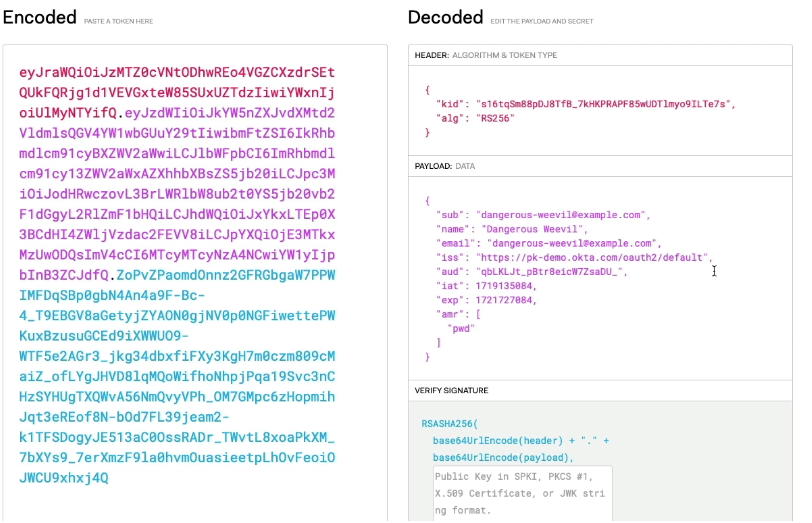 Encoded PASTE A TOKEN HERE
eyJraWQiOiJzMTZ0cVNtODhwREo4VGZCXzdrSEt
QUkFQRjg1d1VEVGxteW85SUxUZTdzIiwiYWxnIj
oiUlMyNTYifQ.eyJzdWIiOiJkYW5nZXJvdXMtd2
VldmlsQGV4YW1wbGUuY29tIiwibmFtZSI6IkRhb
mdlcm91cyBXZWV2aWwiLCJlbWFpbCI6ImRhbmdl
cm91cy13ZWV2aWxAZXhhbXBsZS5jb20iLCJpc3M
iOiJodHRwczovL3BrLWRlbW8ub2t0YS5jb20vb2
F1dGgyL2RlZmF1bHQiLCJhdWQiOiJxYkxLTEp0X
3BCdHI4ZWljVzdac2FEVV8iLCJpYXQiOjE3MTkx
MzUwODQsImV4cCI6MTcyMTcyNzA4NCwiYW1yIjp
bInB3ZCJdfQ.ZoPvZPaomdOnnz2GFRGbgaW7PPW
IMFDqSBp0gbN4An4a9F-Bc-
4_T9EBGV8aGetyjZYAON0gjNV0p0NGFiwettePW
KuxBzusuGCEd9iXWWUO9-
WTF5e2AGr3_jkg34dbxfiFXy3KgH7m0czm809cM
aiZ_ofLYgJHVD8lqMQoWifhoNhpjPqa19Svc3nC
HzSYHUgTXQWvA56NmQvyVPh_OM7GMpc6zHopmih
Jqt3eREof8N-bOd7FL39jeam2-
k1TFSDogyJE513aC0OssRADr_TWvtL8xoaPkXM_
7bXYs9_7erXmzF9la0hvmOuasieetpLhOvFeoiO
JWCU9xhxj4Q
Decoded EDIT THE PAYLOAD AND SECRET
HEADER: ALGORITHM & TOKEN TYPE
{
"kid": "s16tqSm88pDJ8TfB_7kHKPRAPF85wUDTlmyo9ILTe7s",
"alg": "RS256"
}
PAYLOAD: DATA
{
"sub": "dangerous-weevil@example.com",
"name": "Dangerous Weevil",
"email": "dangerous-weevil@example.com",
"iss": "https://pk-demo.okta.com/oauth2/default",
"aud": "qbLKLJt_pBtr8eicW7ZsaDU_",
"iat": 1719135084,
"exp": 1721727084,
"amr": [
"pwd"
]
}
VERIFY SIGNATURE
RSASHA256(
base64UrlEncode(header) + "." +
base64UrlEncode(payload),
Public Key in SPKI, PKCS #1,
X.509 Certificate, or JWK stri
ng format.